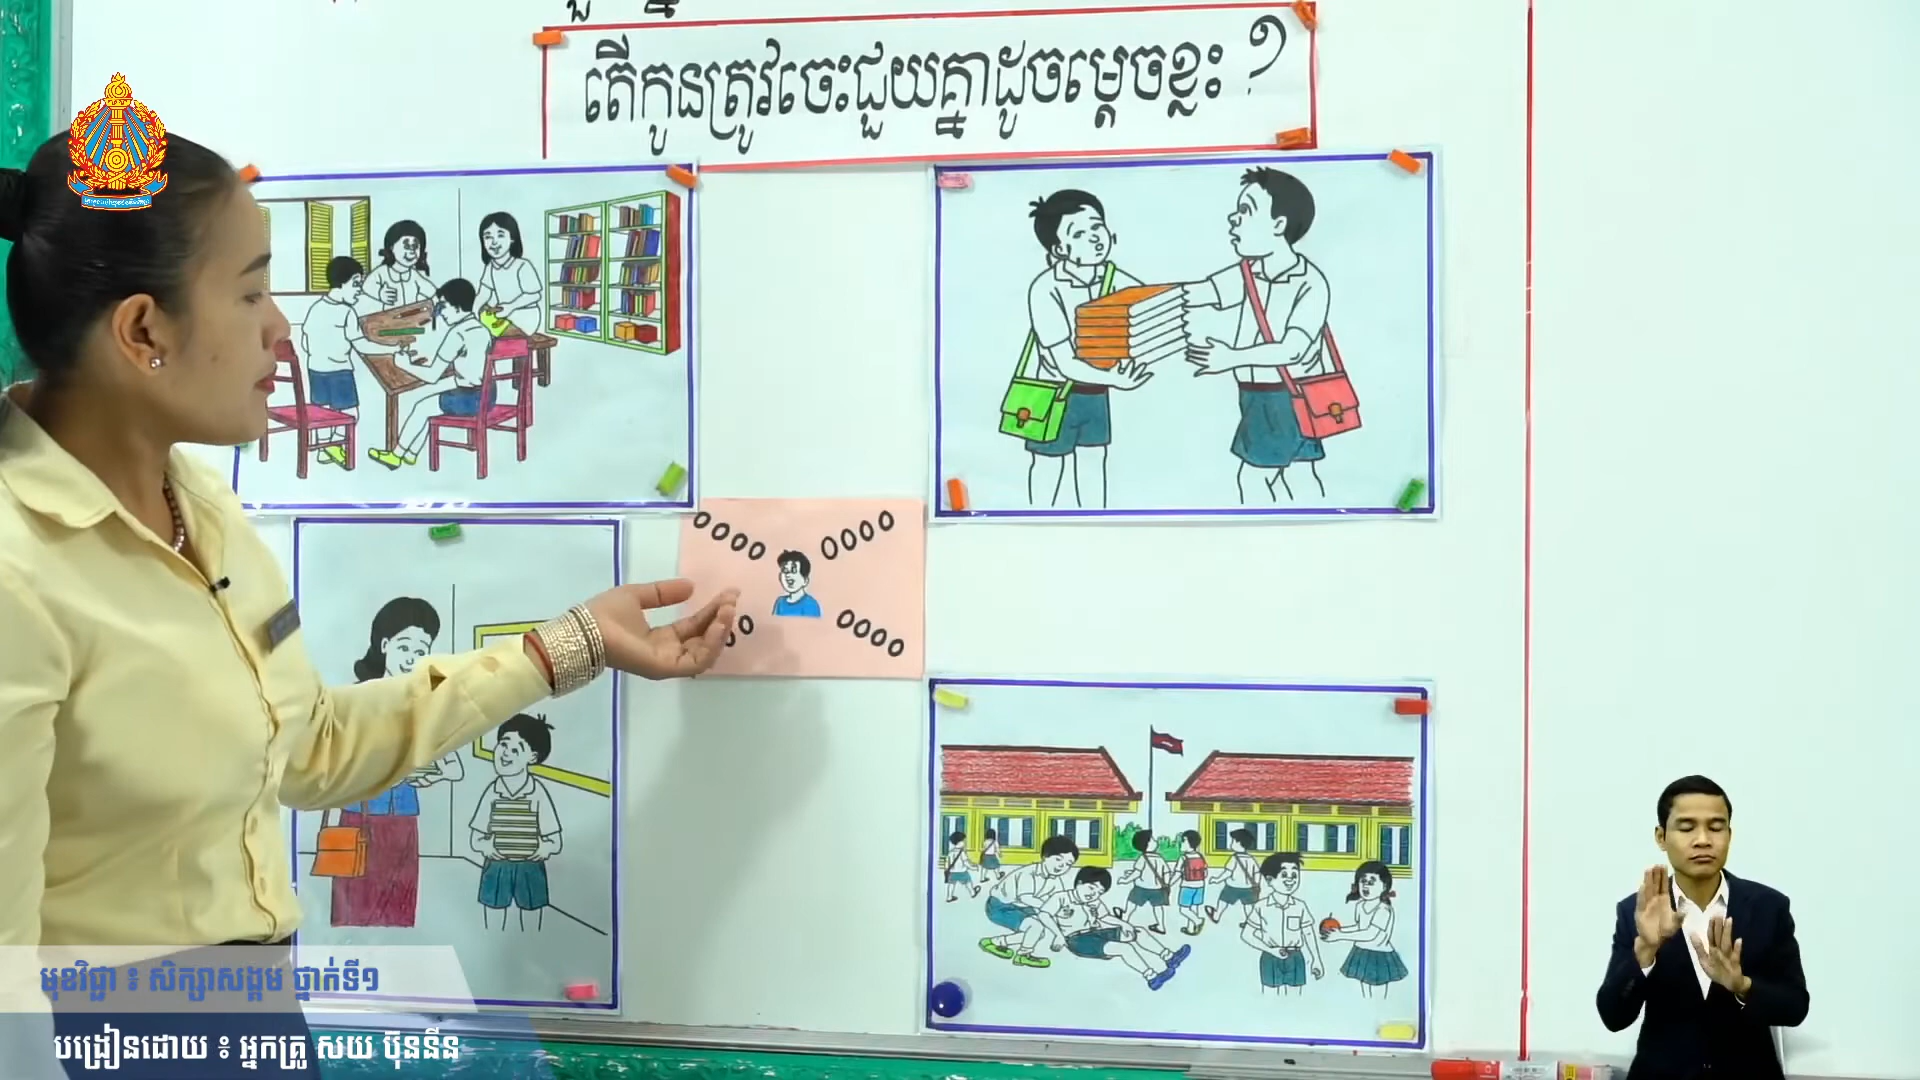 តើកូនត្រូវចេះជួយគ្នាដូចម្ដេចខ្លះ ?
មុខវិជ្ជា ៖ សិក្សាសង្គម ថ្នាក់ទី១
បង្រៀនដោយ ៖ អ្នកគ្រូ សយ ប៊ុននីន